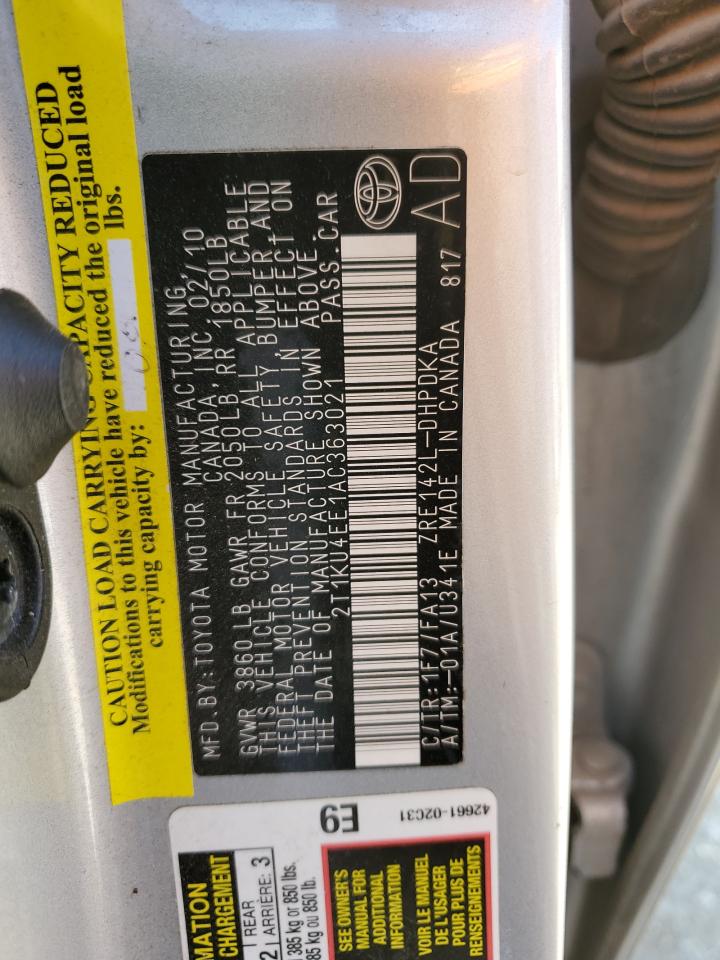 CAUTION LOAD CARRYING CAPACITY REDUCED
Modifications to this vehicle have reduced the original load
carrying capacity by: lbs.
MFD.BY:TOYOTA MOTOR MANUFACTURING
CANADA,INC. 02/10
GVWR 3860 LB GAWR FR 2050LB,RR 1850LB
THIS VEHICLE CONFORMS TO ALL APPLICABLE
FEDERAL MOTOR VEHICLE SAFETY, BUMPER,AND
THEFT PREVENTION STANDARDS IN EFFECT ON
THE DATE OF MANUFACTURE SHOWN ABOVE.
2T1KU4EE1AC363021 PASS.CAR
C/TR:1F7/FA13 ZRE142L-DHPDKA
A/TM:-01A/U341E MADE IN CANADA 817
AD
E9
42661-02C31
MATION
CHARGEMENT
2 REAR
ARRIÈRE: 3
385 kg or 850 lbs.
85 kg ou 850 lb.
SEE OWNER'S
MANUAL FOR
ADDITIONAL
INFORMATION
VOIR LE MANUEL
DE L'USAGER
POUR PLUS DE
RENSEIGNEMENTS